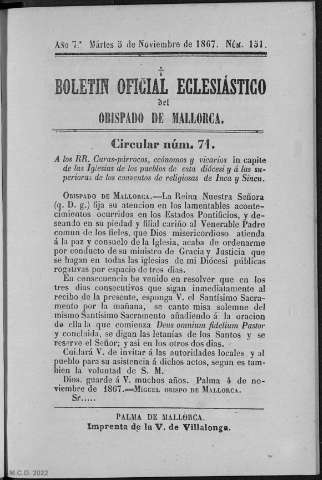 Año 7.º Mártes 5 de Noviembre de 1867. Núm. 151.
BOLETIN OFICIAL ECLESIÁSTICO
del
OBISPADO DE MALLORCA.
Circular núm. 71.
A los RR. Curas-párrocos, ecónomos y vicarios in capite
de las Iglesias de los pueblos de esta diócesi y á las su-
perioras de los conventos de religiosas de Inca y Sineu.
OBISPADO DE MALLORCA.—La Reina Nuestra Señora
(q. D. g.) fija su atencion en los lamentables aconte-
cimientos ocurridos en los Estados Pontificios, y de-
seando en su piedad y filial cariño al Venerable Padre
comun de los fieles, que Dios misericordioso atienda
á la paz y consuelo de la Iglesia, acaba de ordenarme
por conducto de su ministro de Gracia y Justicia que
se hagan en todas las iglesias de mi Diócesi públicas
rogativas por espacio de tres dias.
En consecuencia he venido en resolver que en los
tres dias consecutivos que sigan inmediatamente al
recibo de la presente, esponga V. el Santísimo Sacra-
mento por la mañana, se canto misa solemne del
mismo Santísimo Sacramento añadiendo á la oracion
de ella la que comienza Deus omnium fidelium Pastor
y concluida, se digan las letanías de los Santos y se
reserve el Señor; y asi en los otros dos dias.
Cuidará V. de invitar á las autoridades locales y al
pueblo para su asistencia á dichos actos, segun es tam-
bien la voluntad de S. M.
Dios guarde á V. muchos años. Palma 4 de no-
viembre de 1867.—MIGUEL OBISPO DE MALLORCA.
Sr.....
PALMA DE MALLORCA.
Imprenta de la V. de Villalonga.
M.C.D. 2022